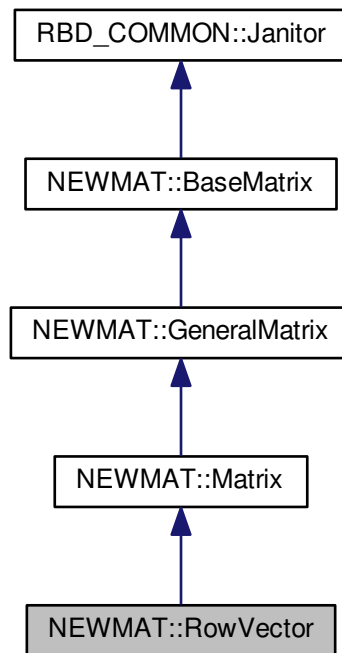 RBD_COMMON::Janitor
NEWMAT::BaseMatrix
NEWMAT::GeneralMatrix
NEWMAT::Matrix
NEWMAT::RowVector